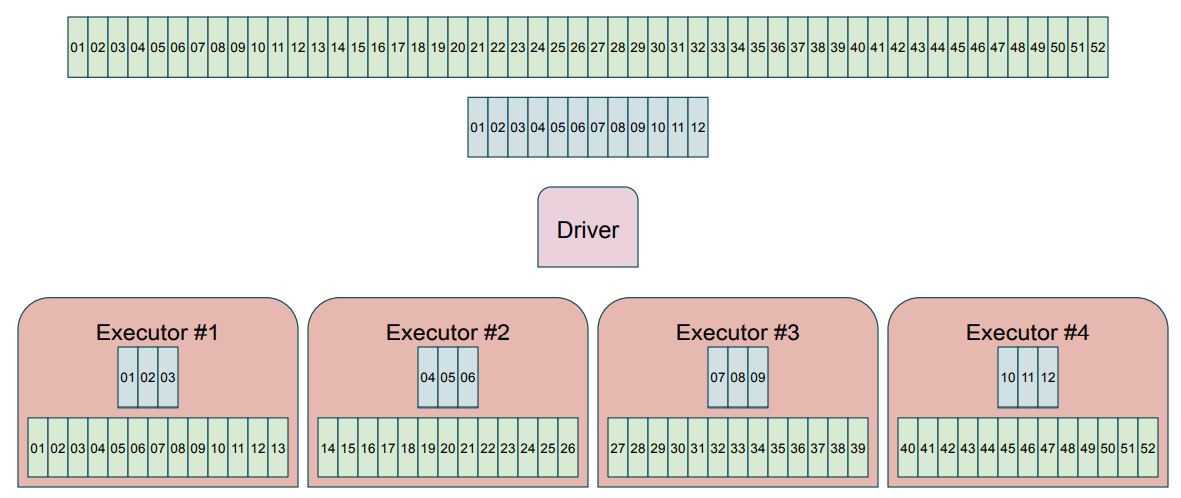 01 02 03 04 05 06 07 08 09 10 11 12 13 14 15 16 17 18 19 20 21 22 23 24 25 26 27 28 29 30 31 32 33 34 35 36 37 38 39 40 41 42 43 44 45 46 47 48 49 50 51 52
01 02 03 04 05 06 07 08 09 10 11 12
Driver
Executor #1
01 02 03
01 02 03 04 05 06 07 08 09 10 11 12 13
Executor #2
04 05 06
14 15 16 17 18 19 20 21 22 23 24 25 26
Executor #3
07 08 09
27 28 29 30 31 32 33 34 35 36 37 38 39
Executor #4
10 11 12
40 41 42 43 44 45 46 47 48 49 50 51 52